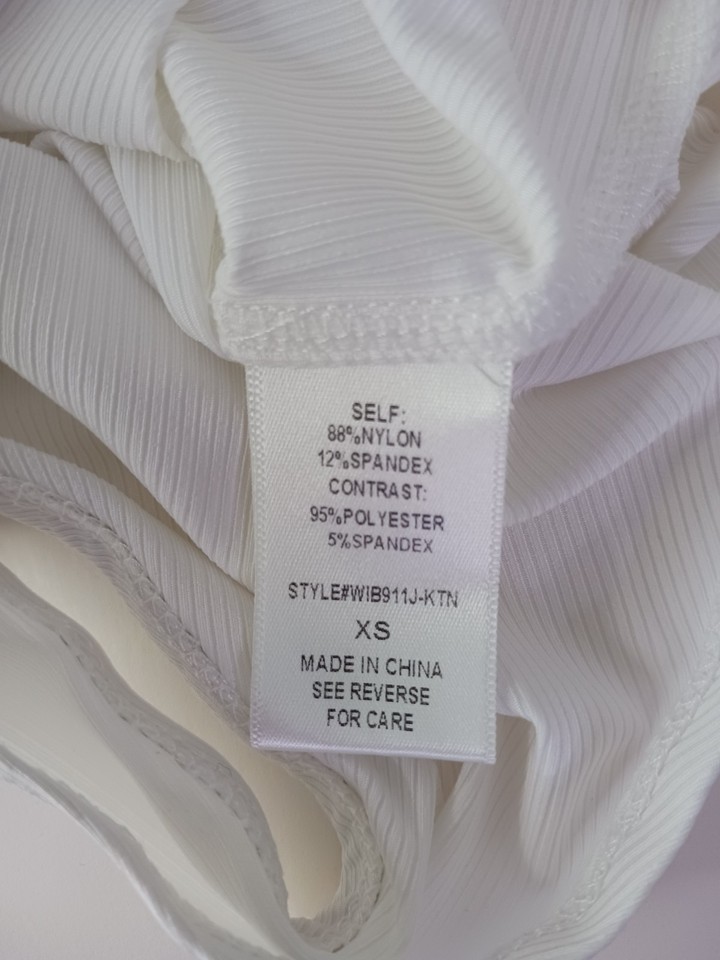 SELF:
88%NYLON
12%SPANDEX
CONTRAST:
95%POLYESTER
5%SPANDEX
STYLE#WIB911J-KTN
XS
MADE IN CHINA
SEE REVERSE
FOR CARE